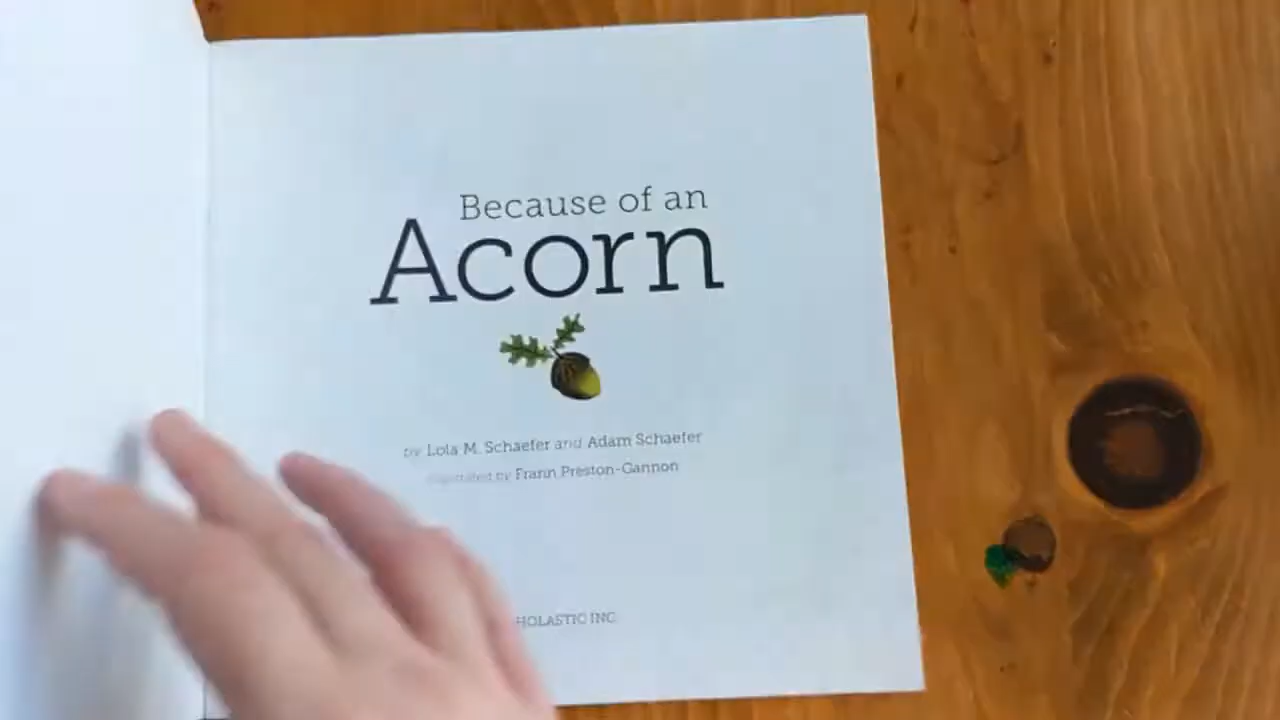 Because of an
Acorn
by Lola M. Schaefer and Adam Schaefer
illustrated by Frann Preston-Gannon
HOLASTIC INC.